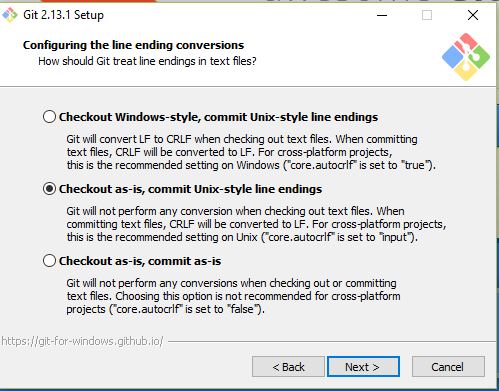 Git 2.13.1 Setup
Configuring the line ending conversions
How should Git treat line endings in text files?
Checkout Windows-style, commit Unix-style line endings
Git will convert LF to CRLF when checking out text files. When committing
text files, CRLF will be converted to LF. For cross-platform projects,
this is the recommended setting on Windows ("core.autocrlf" is set to "true").
Checkout as-is, commit Unix-style line endings
Git will not perform any conversion when checking out text files. When
committing text files, CRLF will be converted to LF. For cross-platform projects,
this is the recommended setting on Unix ("core.autocrlf" is set to "input").
Checkout as-is, commit as-is
Git will not perform any conversions when checking out or committing
text files. Choosing this option is not recommended for cross-platform
projects ("core.autocrlf" is set to "false").
https://git-for-windows.github.io/
< Back Next > Cancel